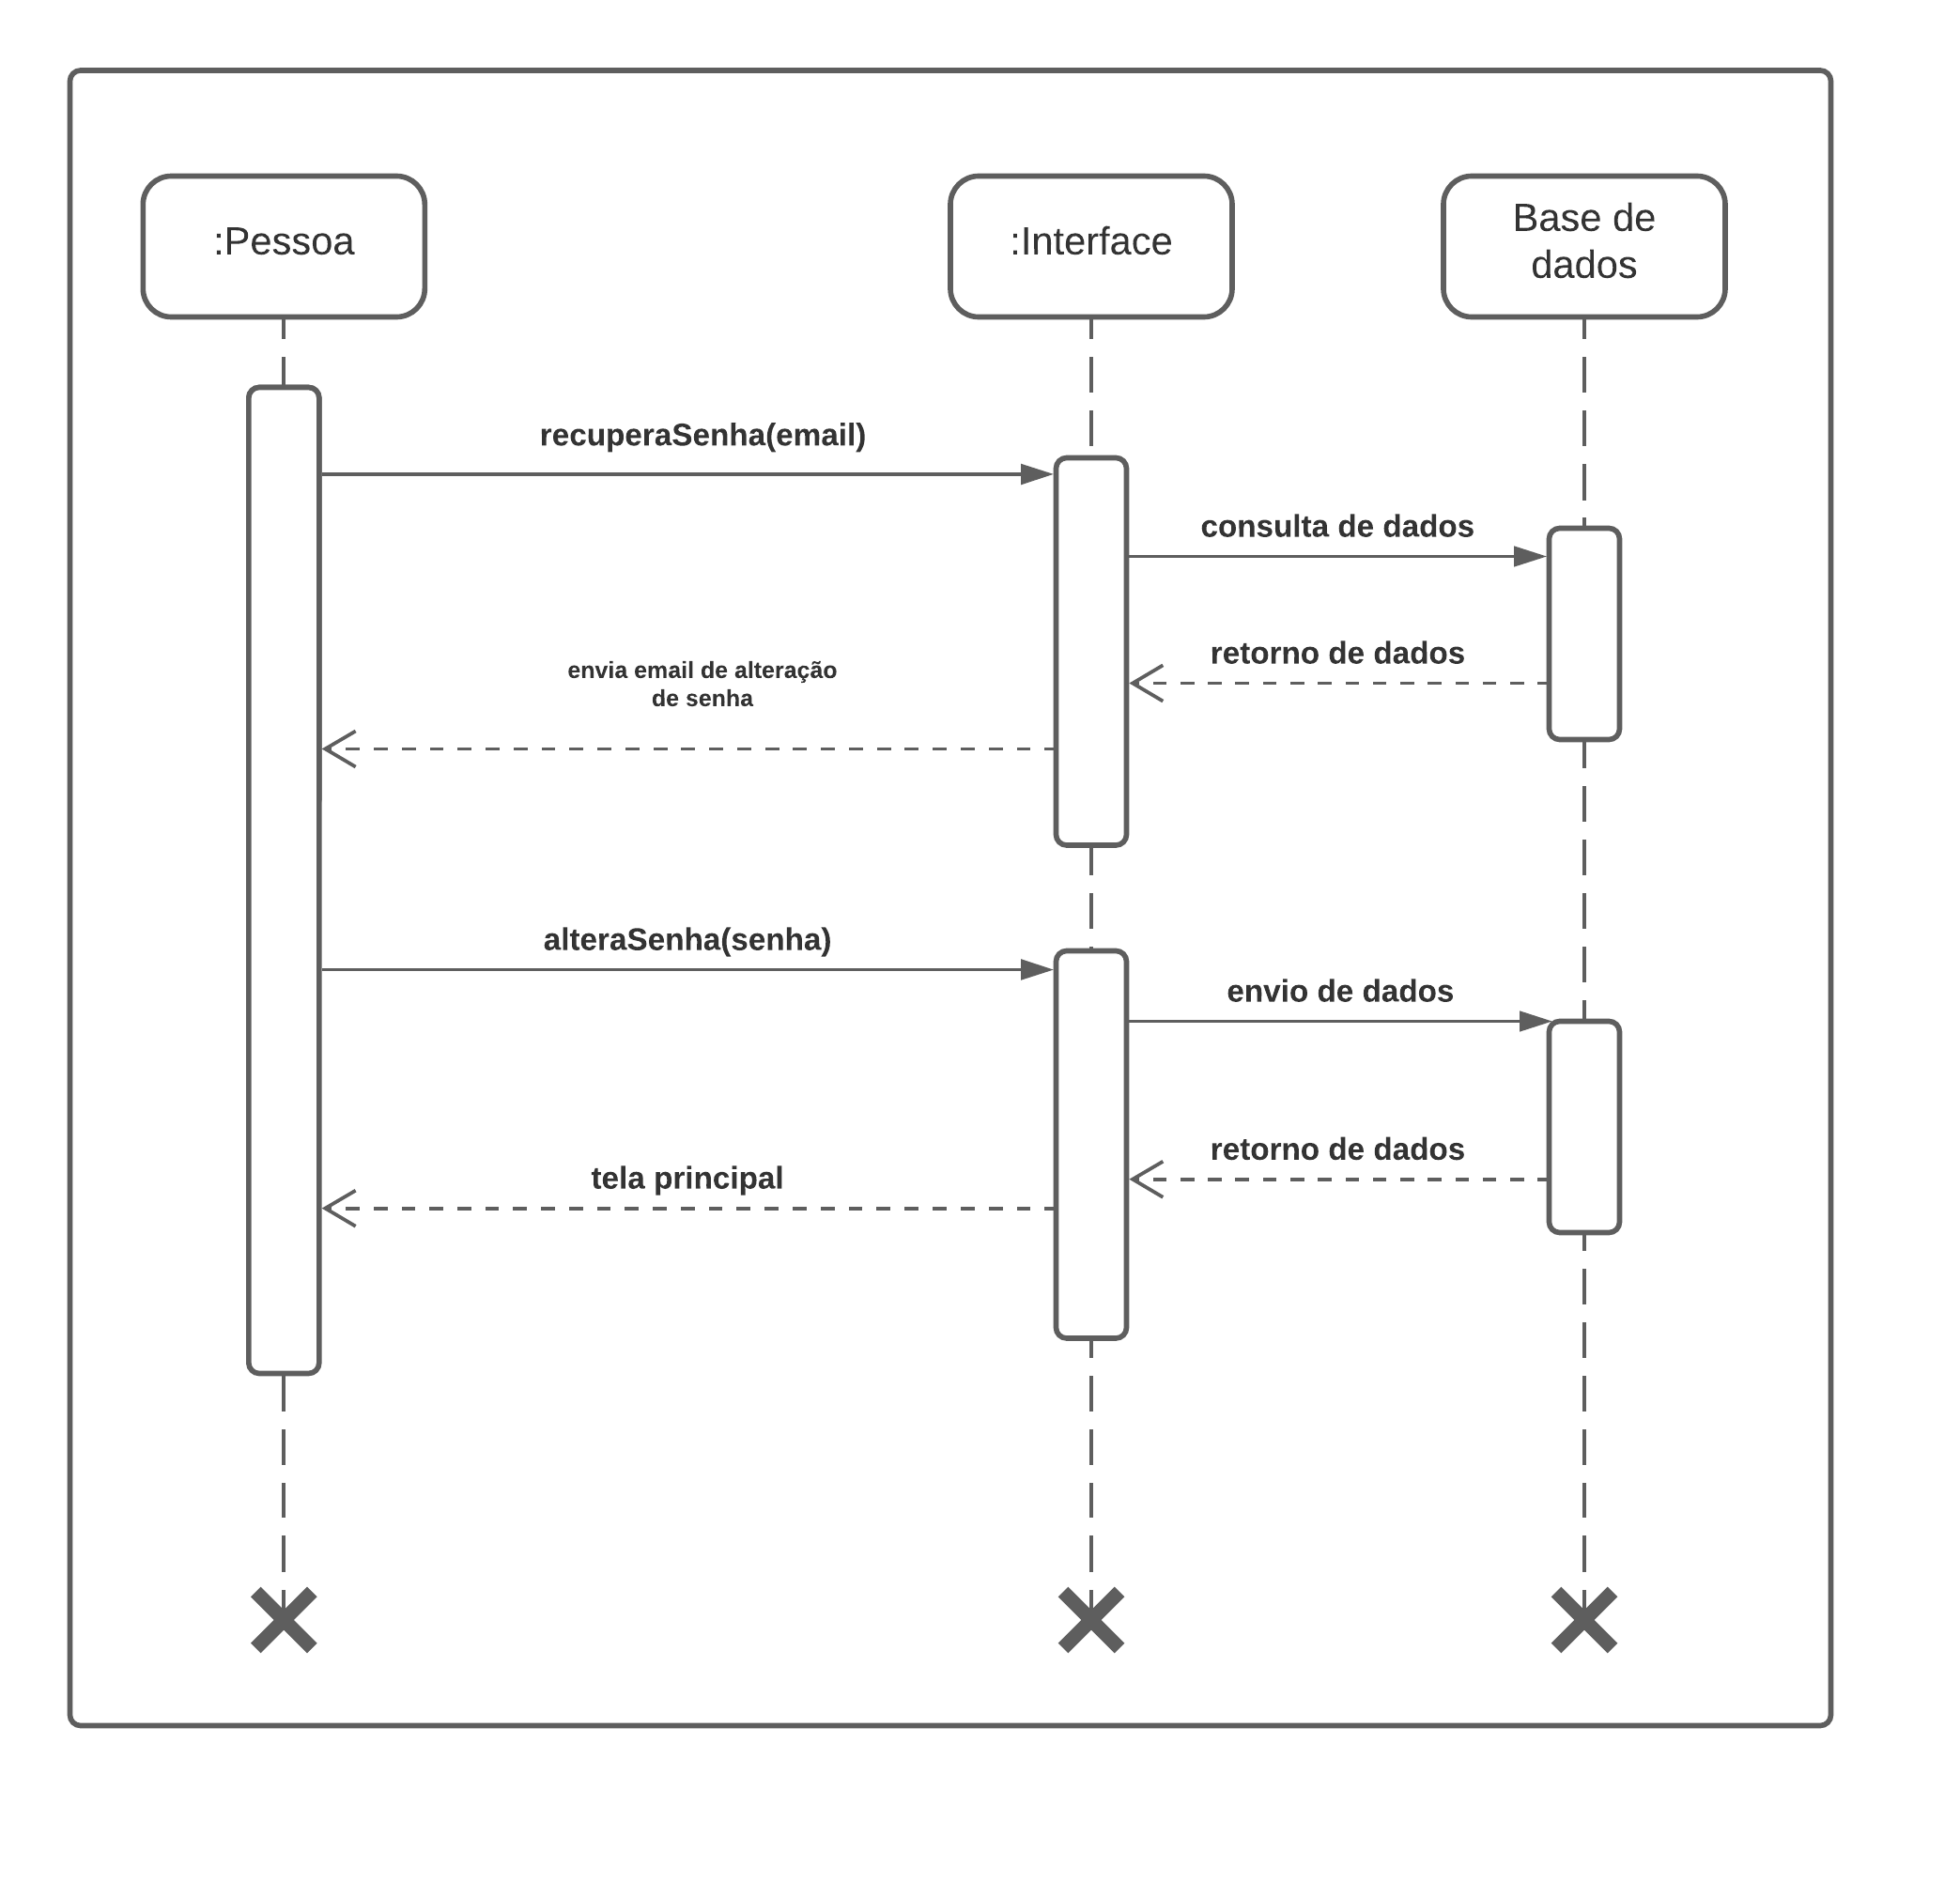 :Pessoa
:Interface
Base de
dados
recuperaSenha(email)
consulta de dados
retorno de dados
envia email de alteração
de senha
alteraSenha(senha)
envio de dados
retorno de dados
tela principal